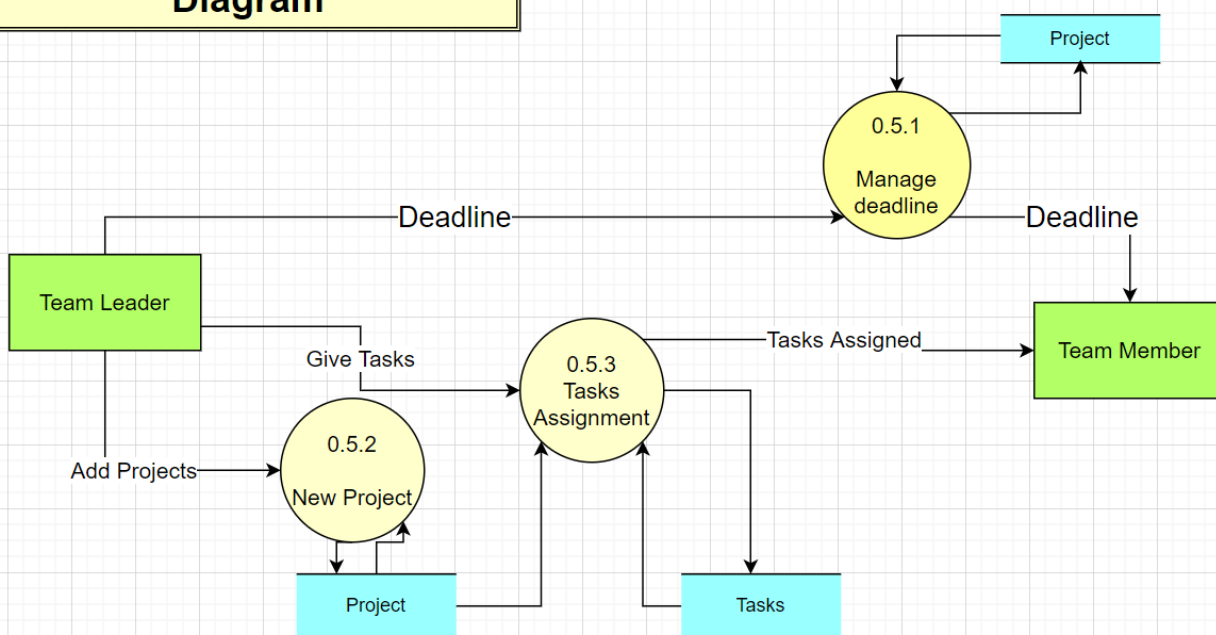 Diagram
Project
0.5.1
Manage
deadline
Deadline
Deadline
Team Leader
Give Tasks
0.5.3
Tasks
Assignment
Tasks Assigned
Team Member
0.5.2
New Project
Add Projects
Project
Tasks